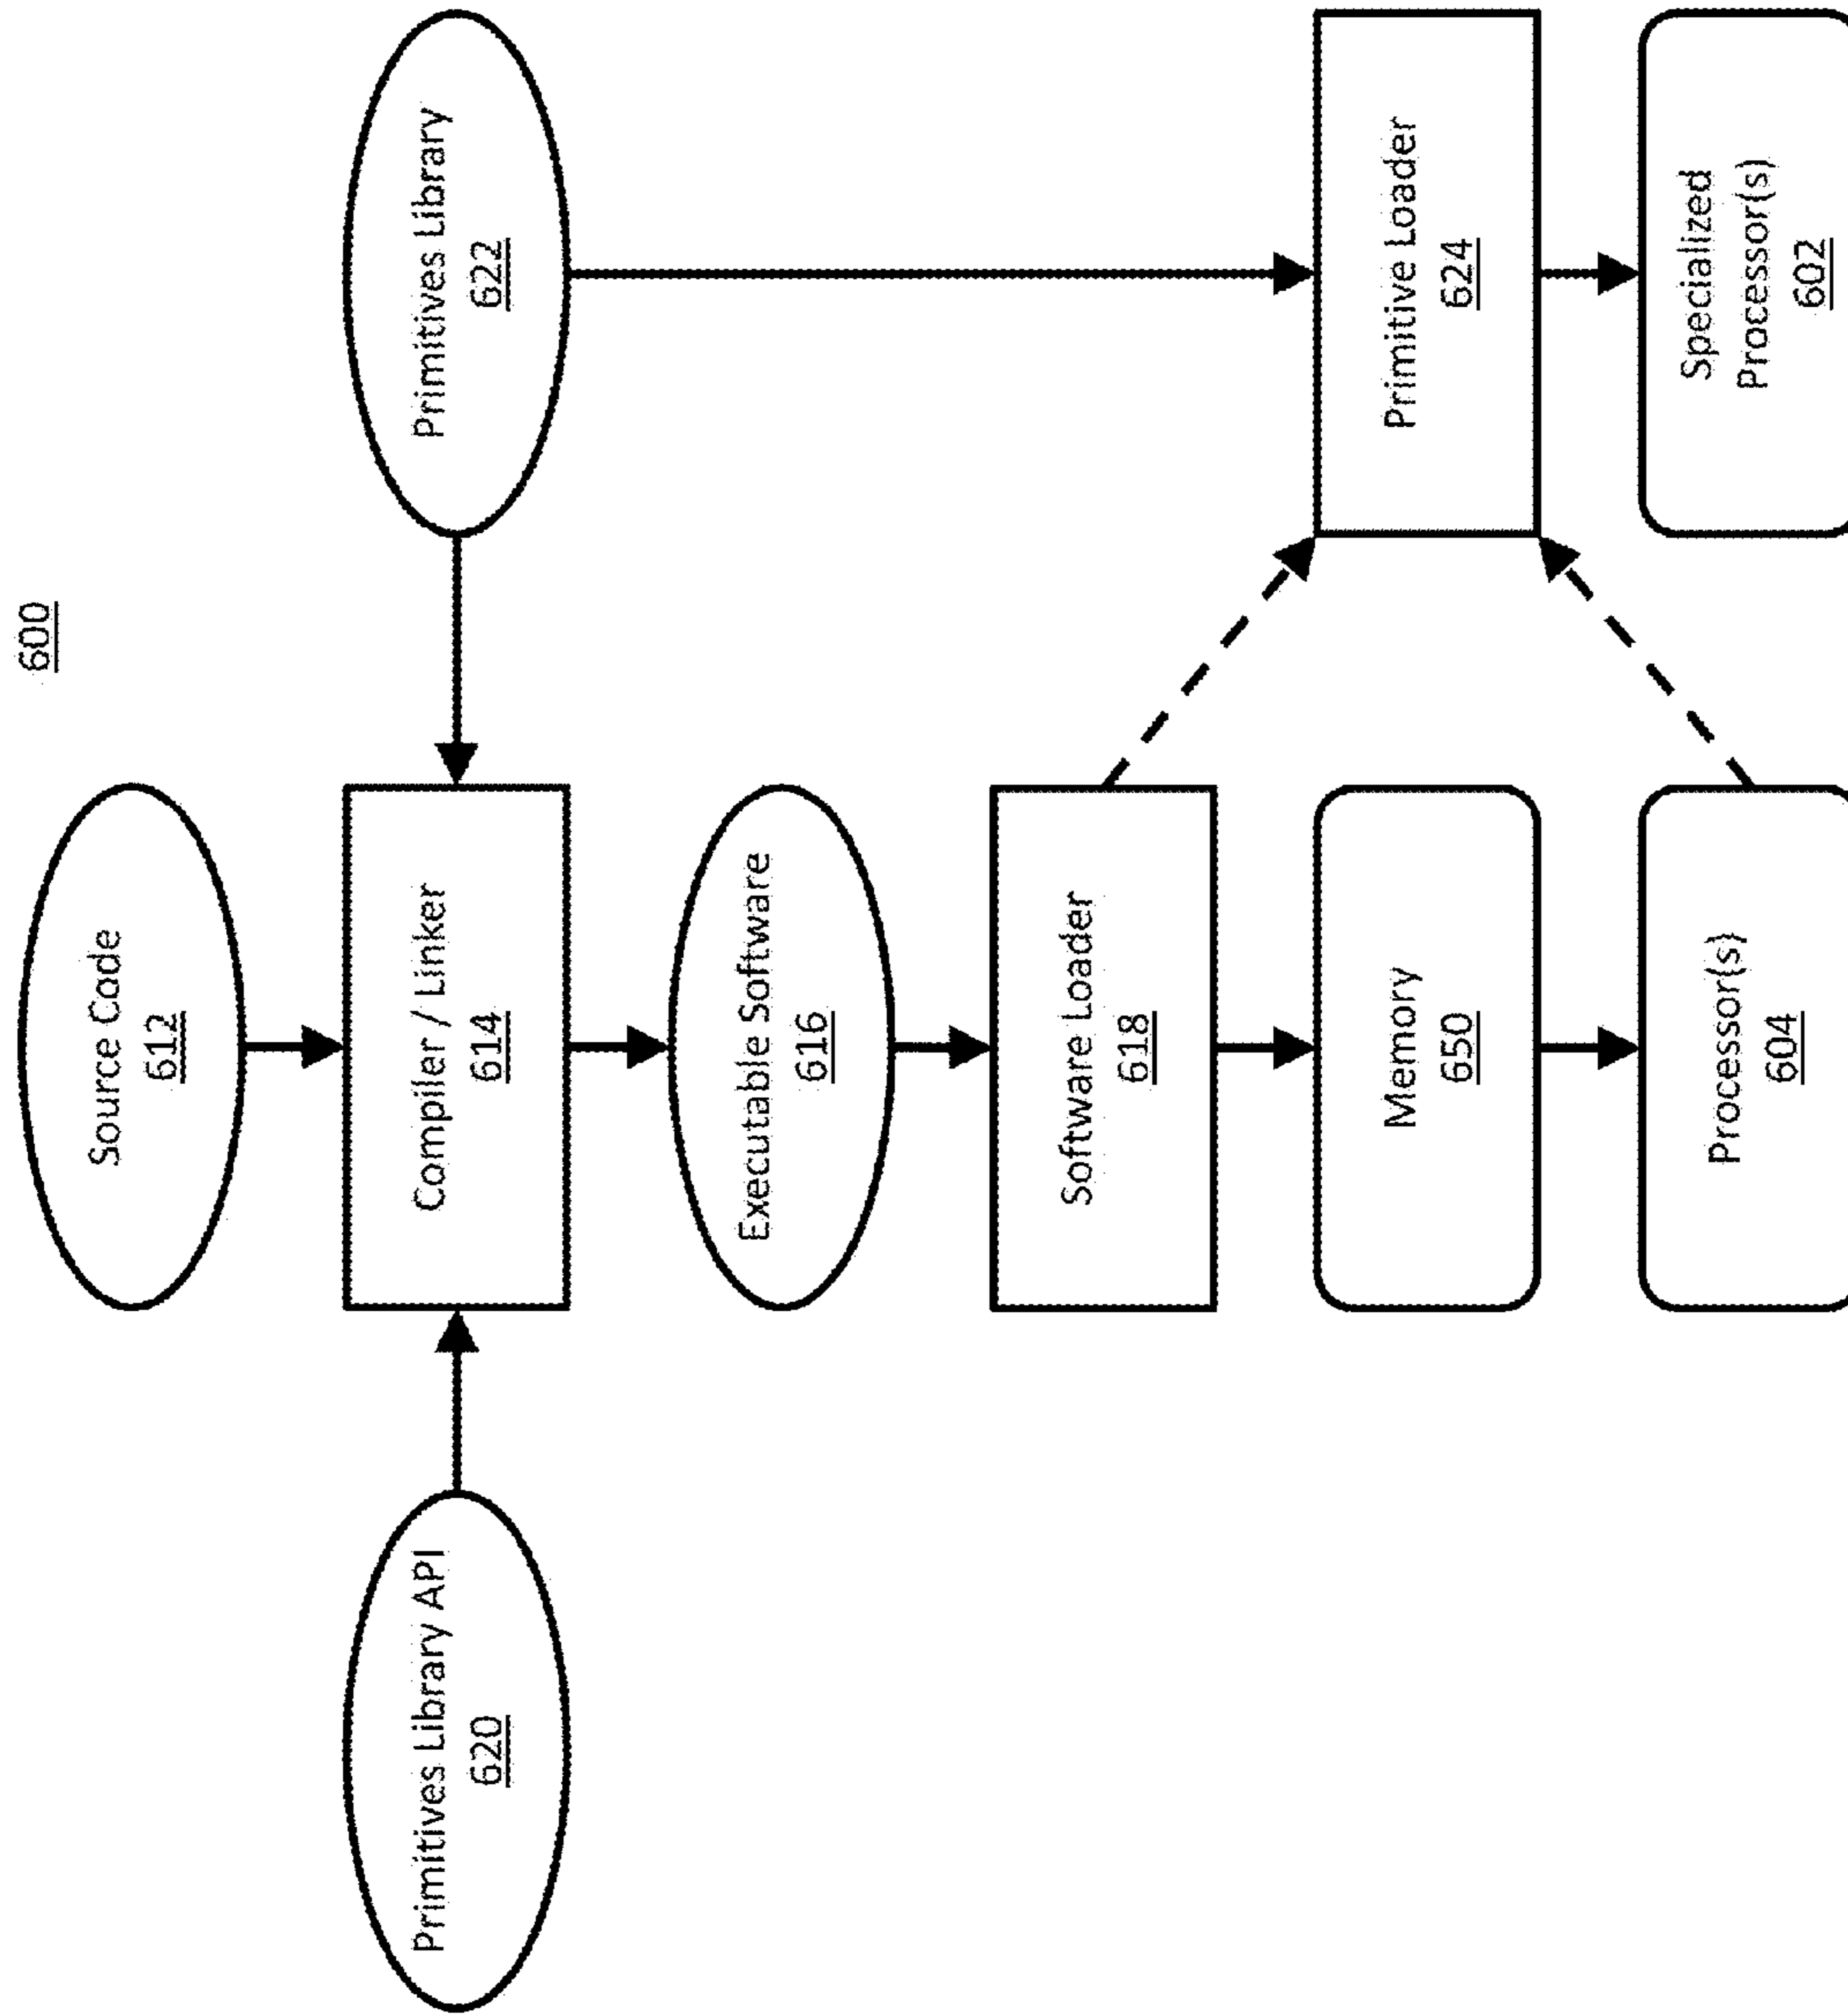 600
Source Code
612
Primitives Library API
620
Compiler / Linker
614
Primitives Library
622
Executable Software
616
Software Loader
618
Memory
650
Primitive Loader
624
Processor(s)
604
Specialized
Processor(s)
602